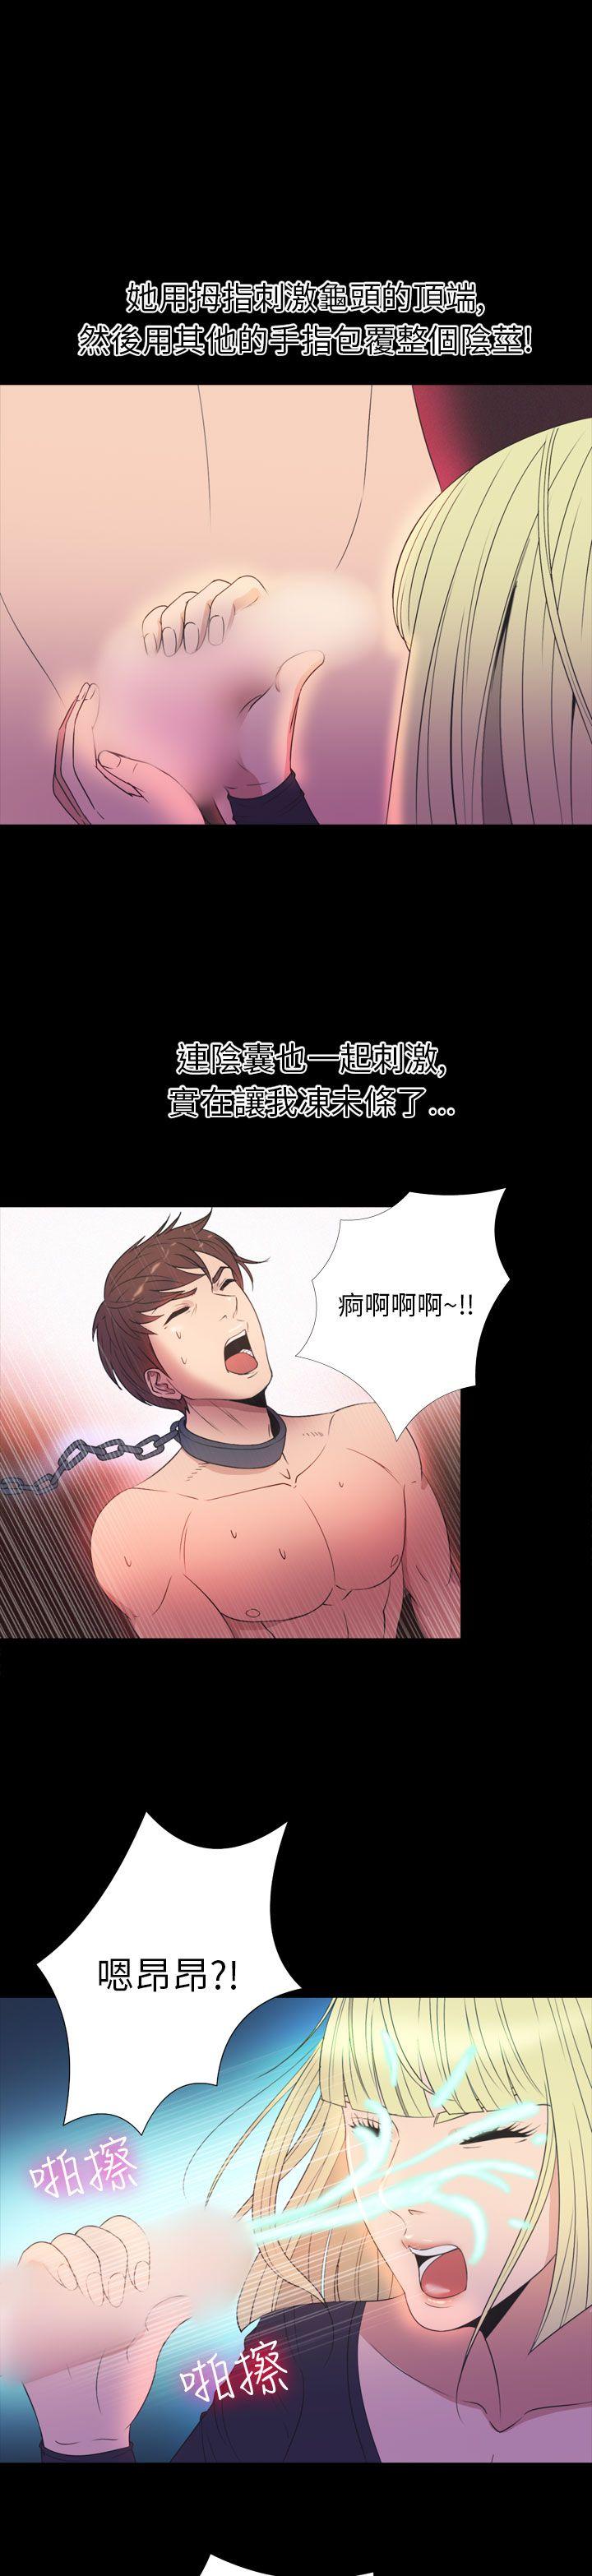 她用拇指刺激龜頭的頂端,
然後用其他的手指包覆整個陰莖!
連陰囊也一起刺激,
實在讓我凍未條了...
痾啊啊啊~!!
嗯昂昂?!
啪擦
啪擦